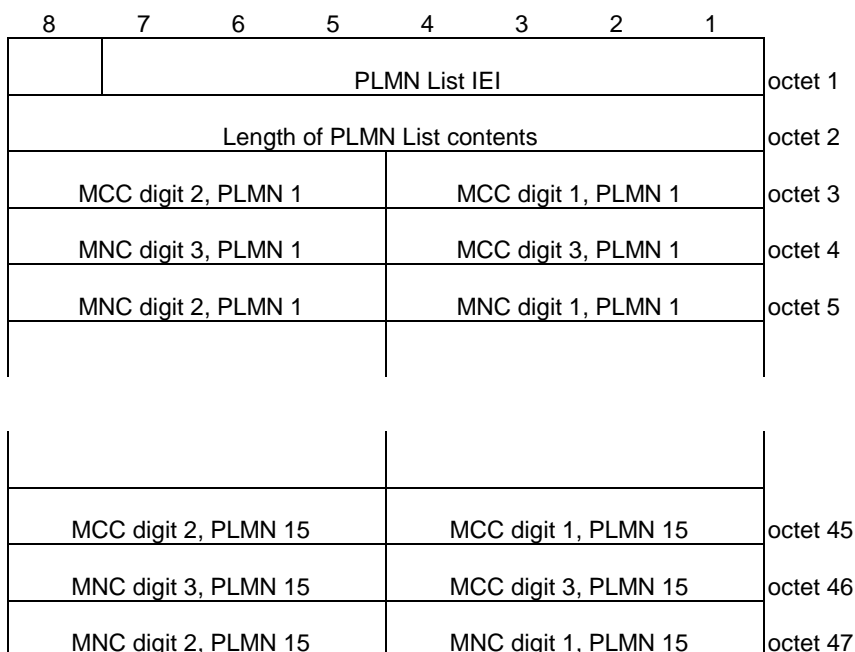 8 7 6 5 4 3 2 1
PLMN List IEI octet 1
Length of PLMN List contents octet 2
MCC digit 2, PLMN 1 MCC digit 1, PLMN 1 octet 3
MNC digit 3, PLMN 1 MCC digit 3, PLMN 1 octet 4
MNC digit 2, PLMN 1 MNC digit 1, PLMN 1 octet 5
MCC digit 2, PLMN 15 MCC digit 1, PLMN 15 octet 45
MNC digit 3, PLMN 15 MCC digit 3, PLMN 15 octet 46
MNC digit 2, PLMN 15 MNC digit 1, PLMN 15 octet 47